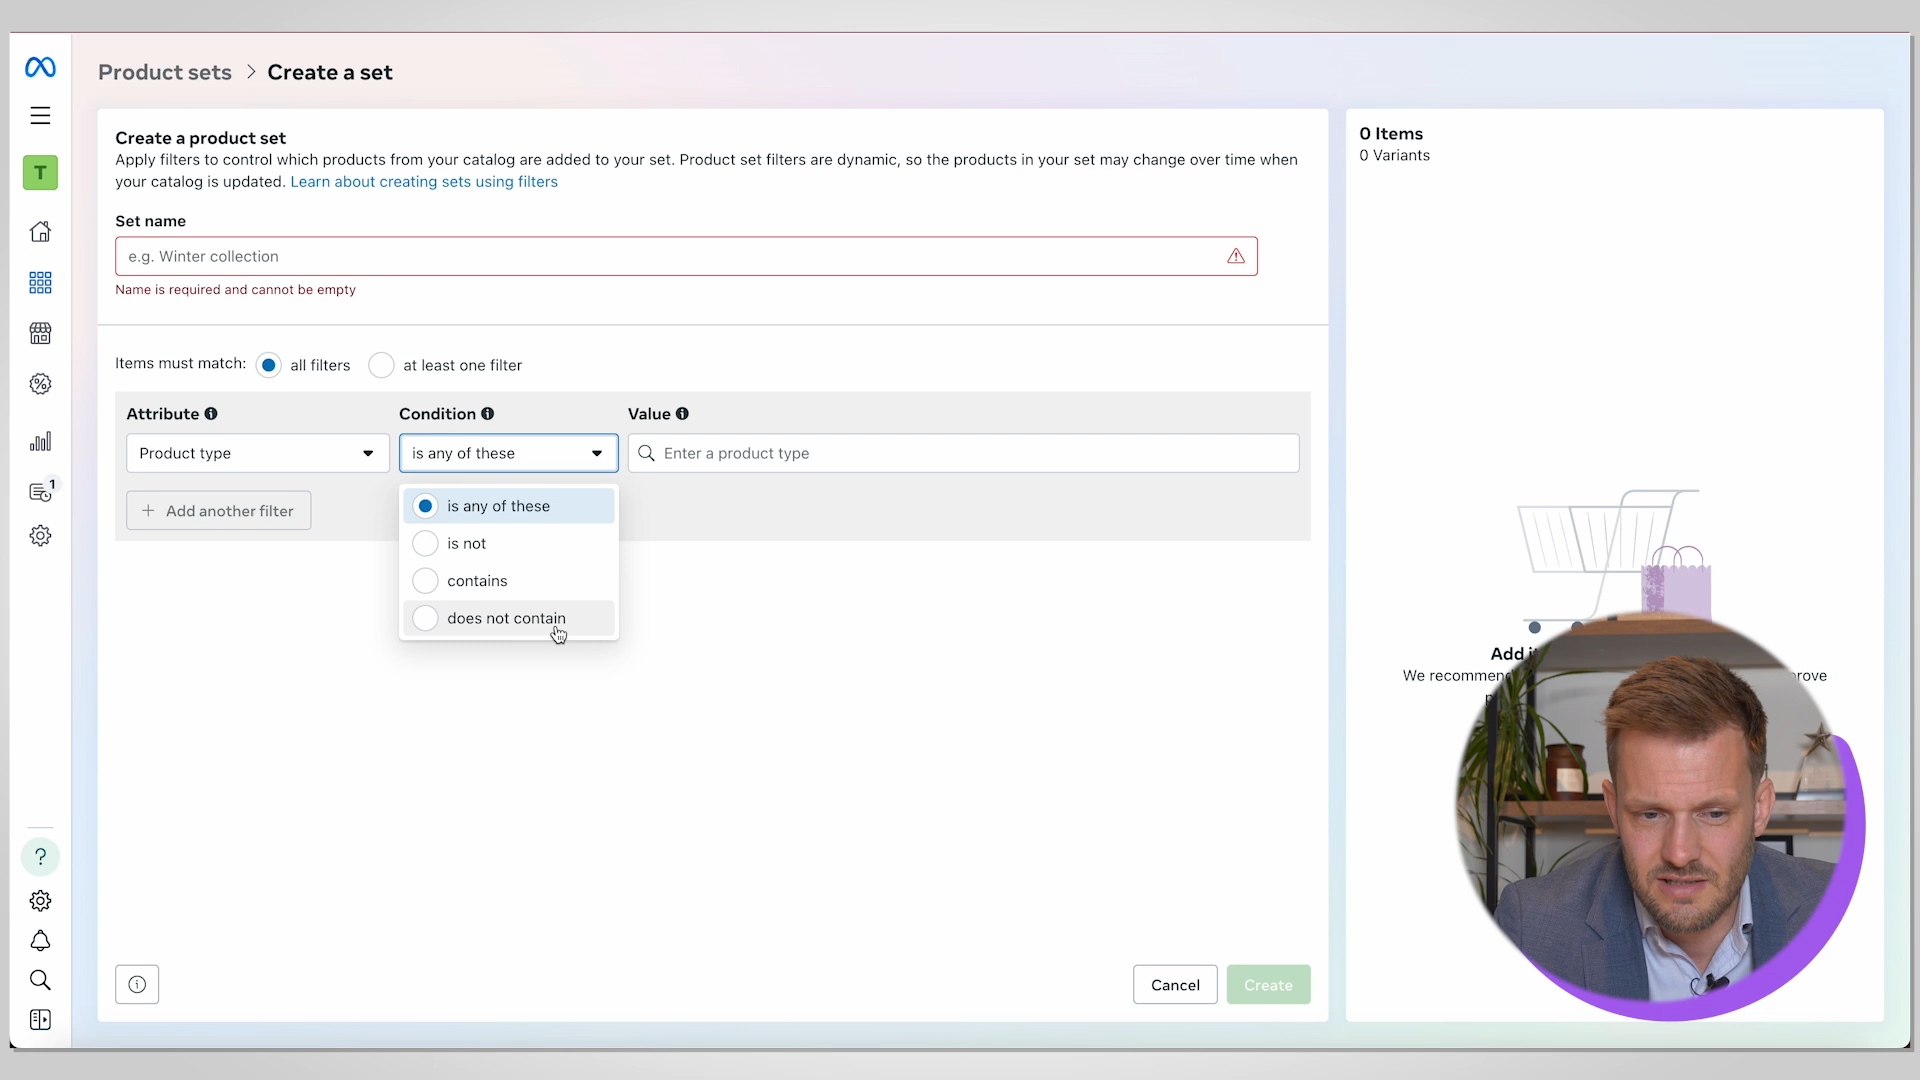 Product sets > Create a set
T
1
?
Create a product set
Apply filters to control which products from your catalog are added to your set. Product set filters are dynamic, so the products in your set may change over time when
your catalog is updated. Learn about creating sets using filters
Set name
e.g. Winter collection
Name is required and cannot be empty
Items must match: all filters at least one filter
Attribute Condition Value
Product type is any of these Enter a product type
+ Add another filter
is any of these
is not
contains
does not contain
Cancel Create
0 Items
0 Variants
Add
We recommend